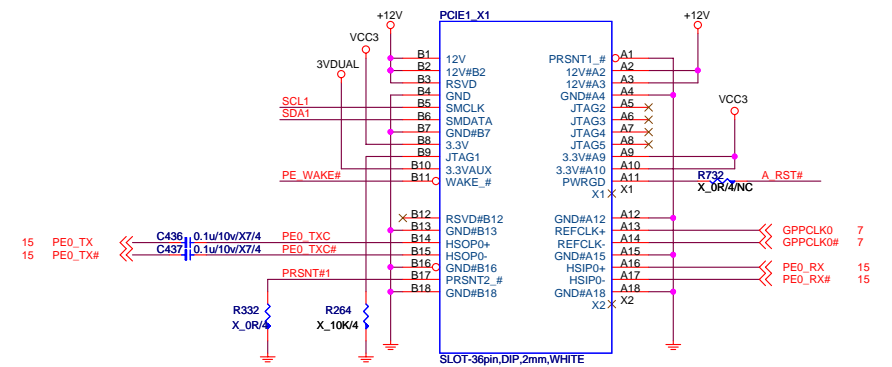 +12V
PCIE1_X1
+12V
VCC3
3VDUAL
VCC3
B1 12V PRSNT1_# A1
B2 12V#B2 12V#A2 A2
B3 RSVD 12V#A3 A3
B4 GND GND#A4 A4
SCL1 B5 SMCLK JTAG2 A5
SDA1 B6 SMDATA JTAG3 A6
B7 GND#B7 JTAG4 A7
B8 3.3V JTAG5 A8
B9 JTAG1 3.3V#A9 A9
B10 3.3VAUX 3.3V#A10 A10
PE_WAKE# B11 WAKE_# PWRGD A11 R732 A_RST#
X1 X1 X_0R/4/NC
B12 RSVD#B12 GND#A12 A12
B13 GND#B13 REFCLK+ A13 GPPCLK0 7
15 PE0_TX C436 0.1u/10v/X7/4 PE0_TXC B14 HSOP0+ REFCLK- A14 GPPCLK0# 7
15 PE0_TX# C437 0.1u/10v/X7/4 PE0_TXC# B15 HSOP0- GND#A15 A15
B16 GND#B16 HSIP0+ A16 PE0_RX 15
PRSNT#1 B17 PRSNT2_# HSIP0- A17 PE0_RX# 15
B18 GND#B18 GND#A18 A18
X2 X2
R332 R264
X_0R/4 X_10K/4
SLOT-36pin,DIP,2mm,WHITE